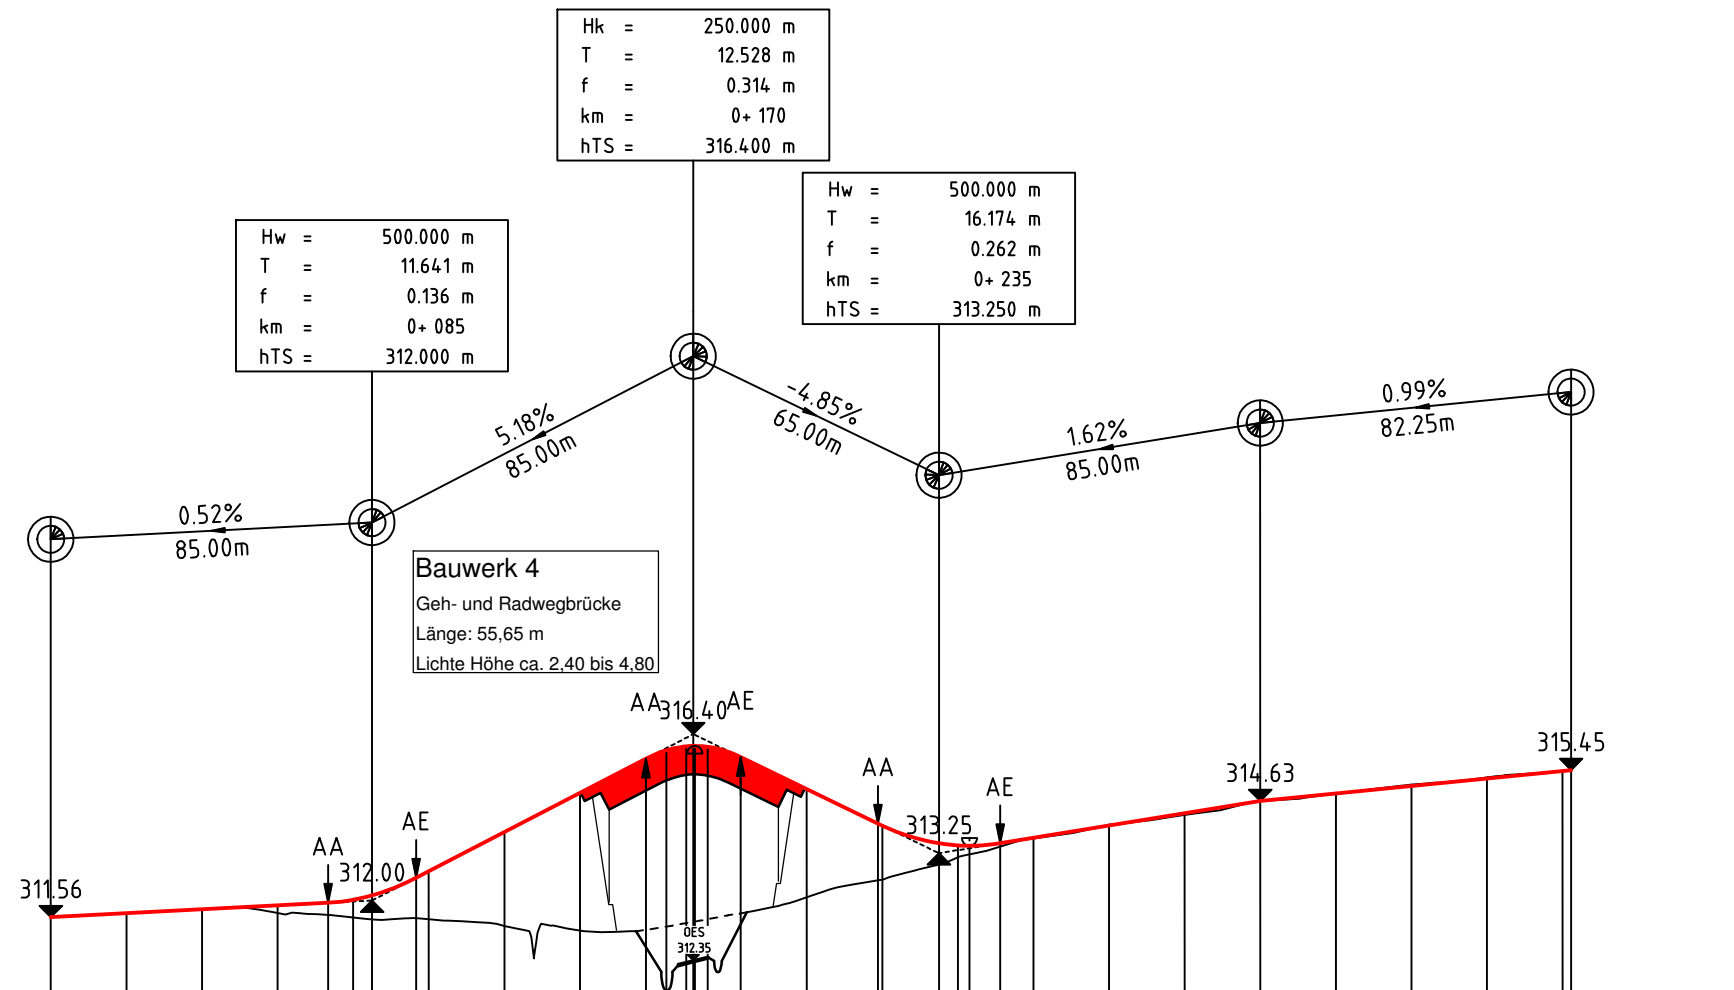 Hk = 250.000 m
T = 12.528 m
f = 0.314 m
km = 0+ 170
hTS = 316.400 m
Hw = 500.000 m
T = 16.174 m
f = 0.262 m
km = 0+ 235
hTS = 313.250 m
Hw = 500.000 m
T = 11.641 m
f = 0.136 m
km = 0+ 085
hTS = 312.000 m
0.52%
85.00m
5.18%
85.00m
-4.85%
65.00m
1.62%
85.00m
0.99%
82.25m
Bauwerk 4
Geh- und Radwegbrücke
Länge: 55,65 m
Lichte Höhe ca. 2,40 bis 4,80
AA 316.40 AE
315.45
314.63
AA
AE
313.25
AE
AA
312.00
311.56
OES
312.35